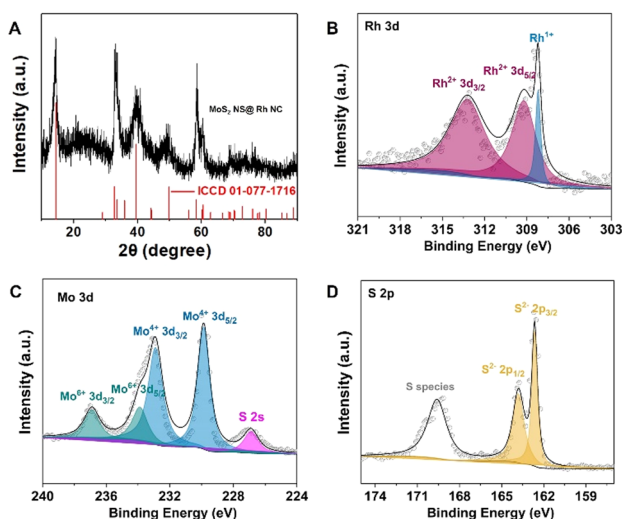 A
Intensity (a.u.)
MoS₂ NS@ Rh NC
ICCD 01-077-1716
20 40 60 80
2θ (degree)
B
Rh 3d
Intensity (a.u.)
Rh²⁺ 3d₃/₂
Rh²⁺ 3d₅/₂
Rh¹⁺
321 318 315 312 309 306 303
Binding Energy (eV)
C
Mo 3d
Intensity (a.u.)
Mo⁶⁺ 3d₃/₂
Mo⁶⁺ 3d₅/₂
Mo⁴⁺ 3d₃/₂
Mo⁴⁺ 3d₅/₂
S 2s
240 236 232 228 224
Binding Energy (eV)
D
S 2p
Intensity (a.u.)
S species
S²⁻ 2p₁/₂
S²⁻ 2p₃/₂
174 171 168 165 162 159
Binding Energy (eV)